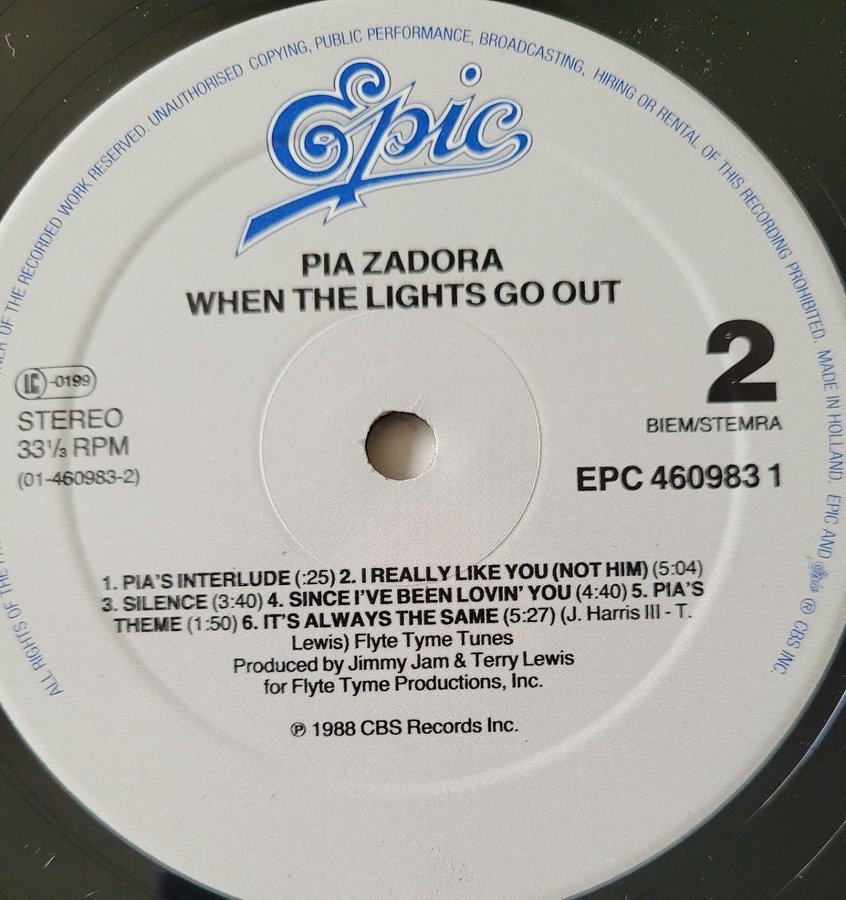 ALL RIGHTS OF THE
NER OF THE RECORDED WORK RESERVED. UNAUTHORISED COPYING, PUBLIC PERFORMANCE, BROADCASTING, HIRING OR RENTAL OF THIS RECORDING PROHIBITED. MADE IN HOLLAND. EPIC AND Epic ® CBS INC.
Epic
PIA ZADORA
WHEN THE LIGHTS GO OUT
2
LC -0199
STEREO
33⅓ RPM
(01-460983-2)
BIEM/STEMRA
EPC 460983 1
1. PIA'S INTERLUDE (:25) 2. I REALLY LIKE YOU (NOT HIM) (5:04)
3. SILENCE (3:40) 4. SINCE I'VE BEEN LOVIN' YOU (4:40) 5. PIA'S
THEME (1:50) 6. IT'S ALWAYS THE SAME (5:27) (J. Harris III - T.
Lewis) Flyte Tyme Tunes
Produced by Jimmy Jam & Terry Lewis
for Flyte Tyme Productions, Inc.
℗ 1988 CBS Records Inc.